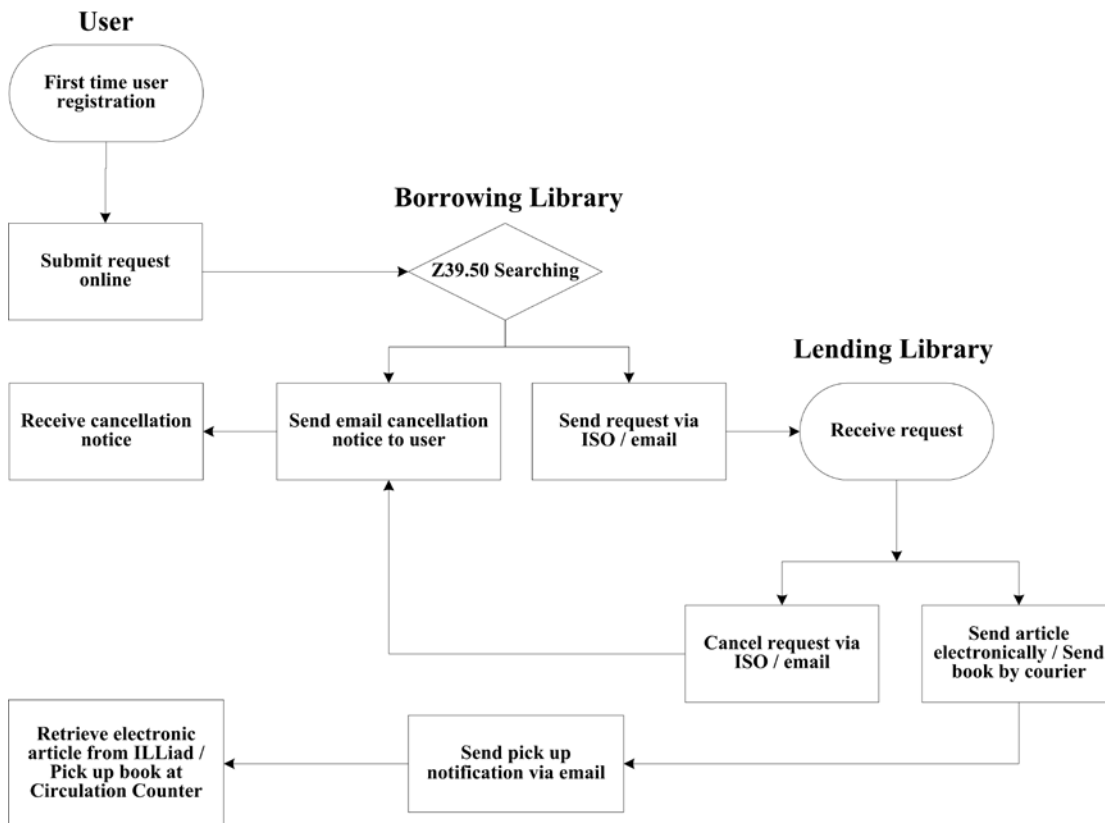 User
First time user
registration
Borrowing Library
Submit request
online
Z39.50 Searching
Lending Library
Receive cancellation
notice
Send email cancellation
notice to user
Send request via
ISO / email
Receive request
Cancel request via
ISO / email
Send article
electronically / Send
book by courier
Retrieve electronic
article from ILLiad /
Pick up book at
Circulation Counter
Send pick up
notification via email